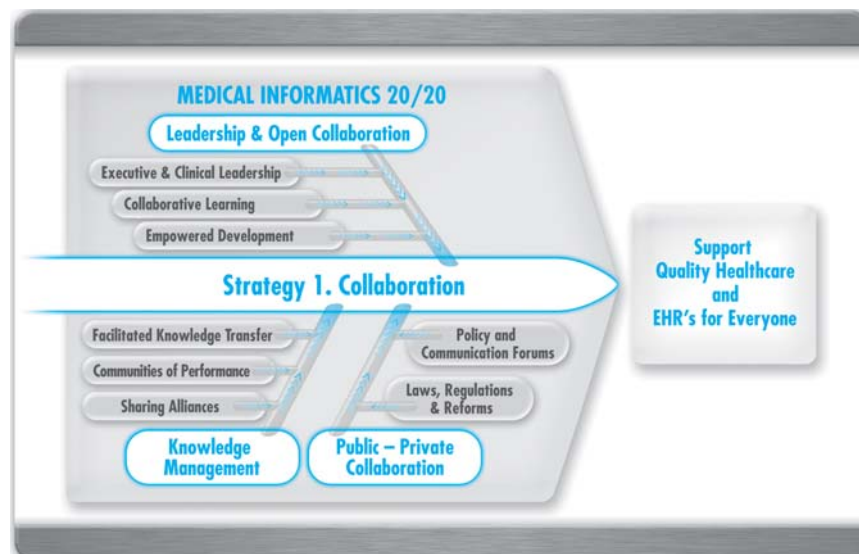 MEDICAL INFORMATICS 20/20
Leadership & Open Collaboration
Executive & Clinical Leadership
Collaborative Learning
Empowered Development
Strategy 1. Collaboration
Facilitated Knowledge Transfer
Communities of Performance
Sharing Alliances
Knowledge
Management
Policy and
Communication Forums
Laws, Regulations
& Reforms
Public – Private
Collaboration
Support
Quality Healthcare
and
EHR's for Everyone